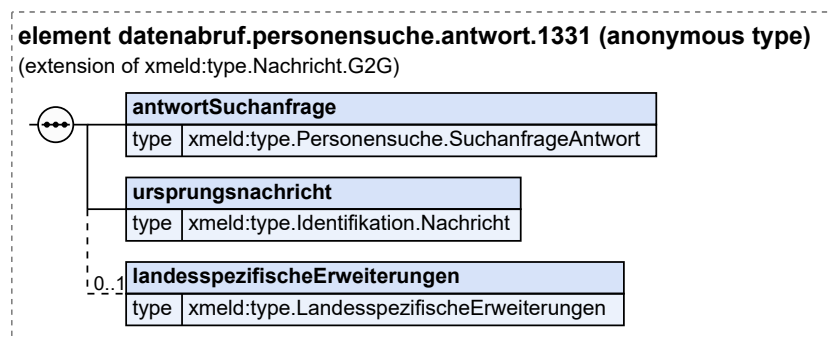 element datenabruf.personensuche.antwort.1331 (anonymous type)
(extension of xmeld:type.Nachricht.G2G)
antwortSuchanfrage
type xmeld:type.Personensuche.SuchanfrageAntwort
ursprungsnachricht
type xmeld:type.Identifikation.Nachricht
0..1 landesspezifischeErweiterungen
type xmeld:type.LandesspezifischeErweiterungen